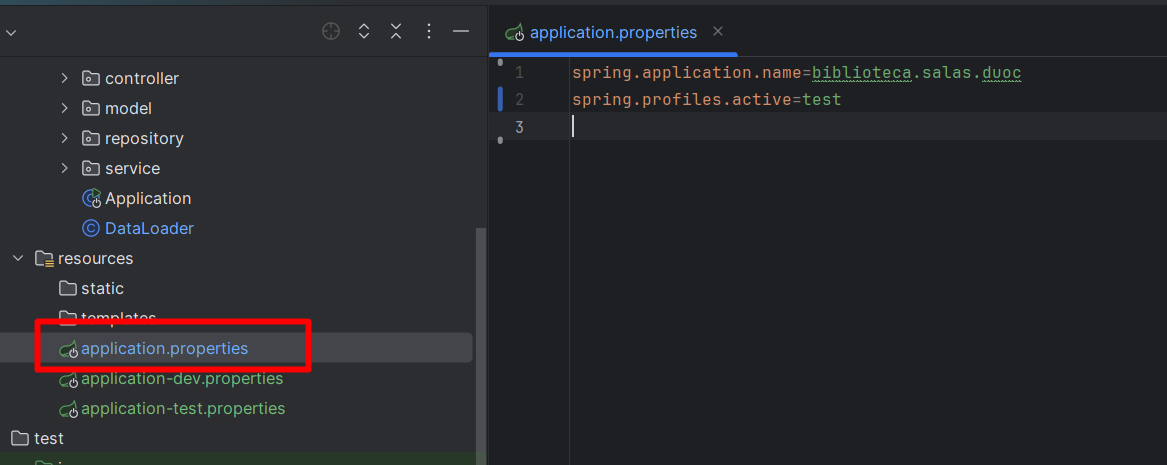 controller
model
repository
service
Application
DataLoader
resources
static
templates
application.properties
application-dev.properties
application-test.properties
test
application.properties
1 spring.application.name=biblioteca.salas.duoc
2 spring.profiles.active=test
3